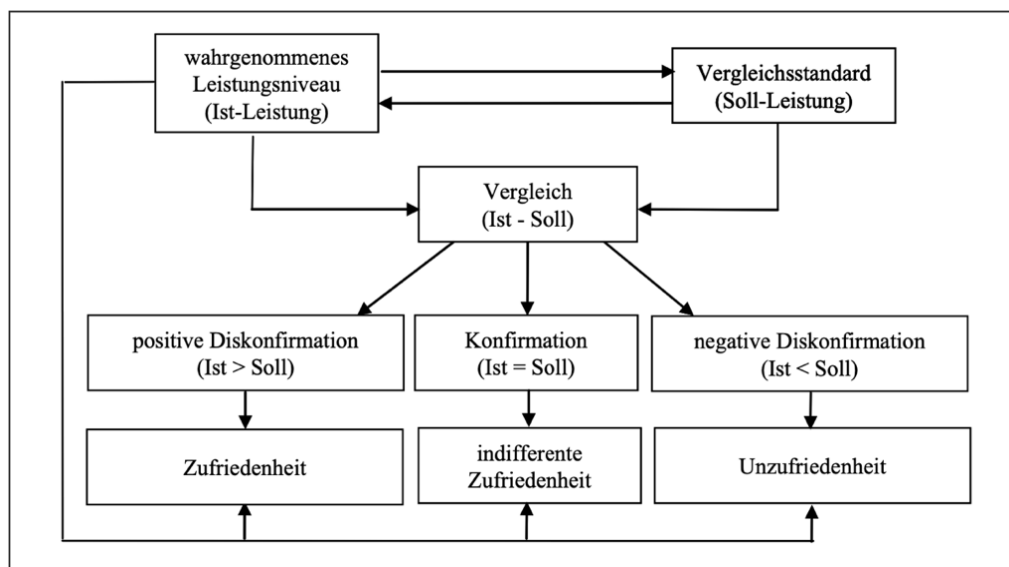 wahrgenommenes
Leistungsniveau
(Ist-Leistung)
Vergleichsstandard
(Soll-Leistung)
Vergleich
(Ist - Soll)
positive Diskonfirmation
(Ist > Soll)
Konfirmation
(Ist = Soll)
negative Diskonfirmation
(Ist < Soll)
Zufriedenheit
indifferente
Zufriedenheit
Unzufriedenheit